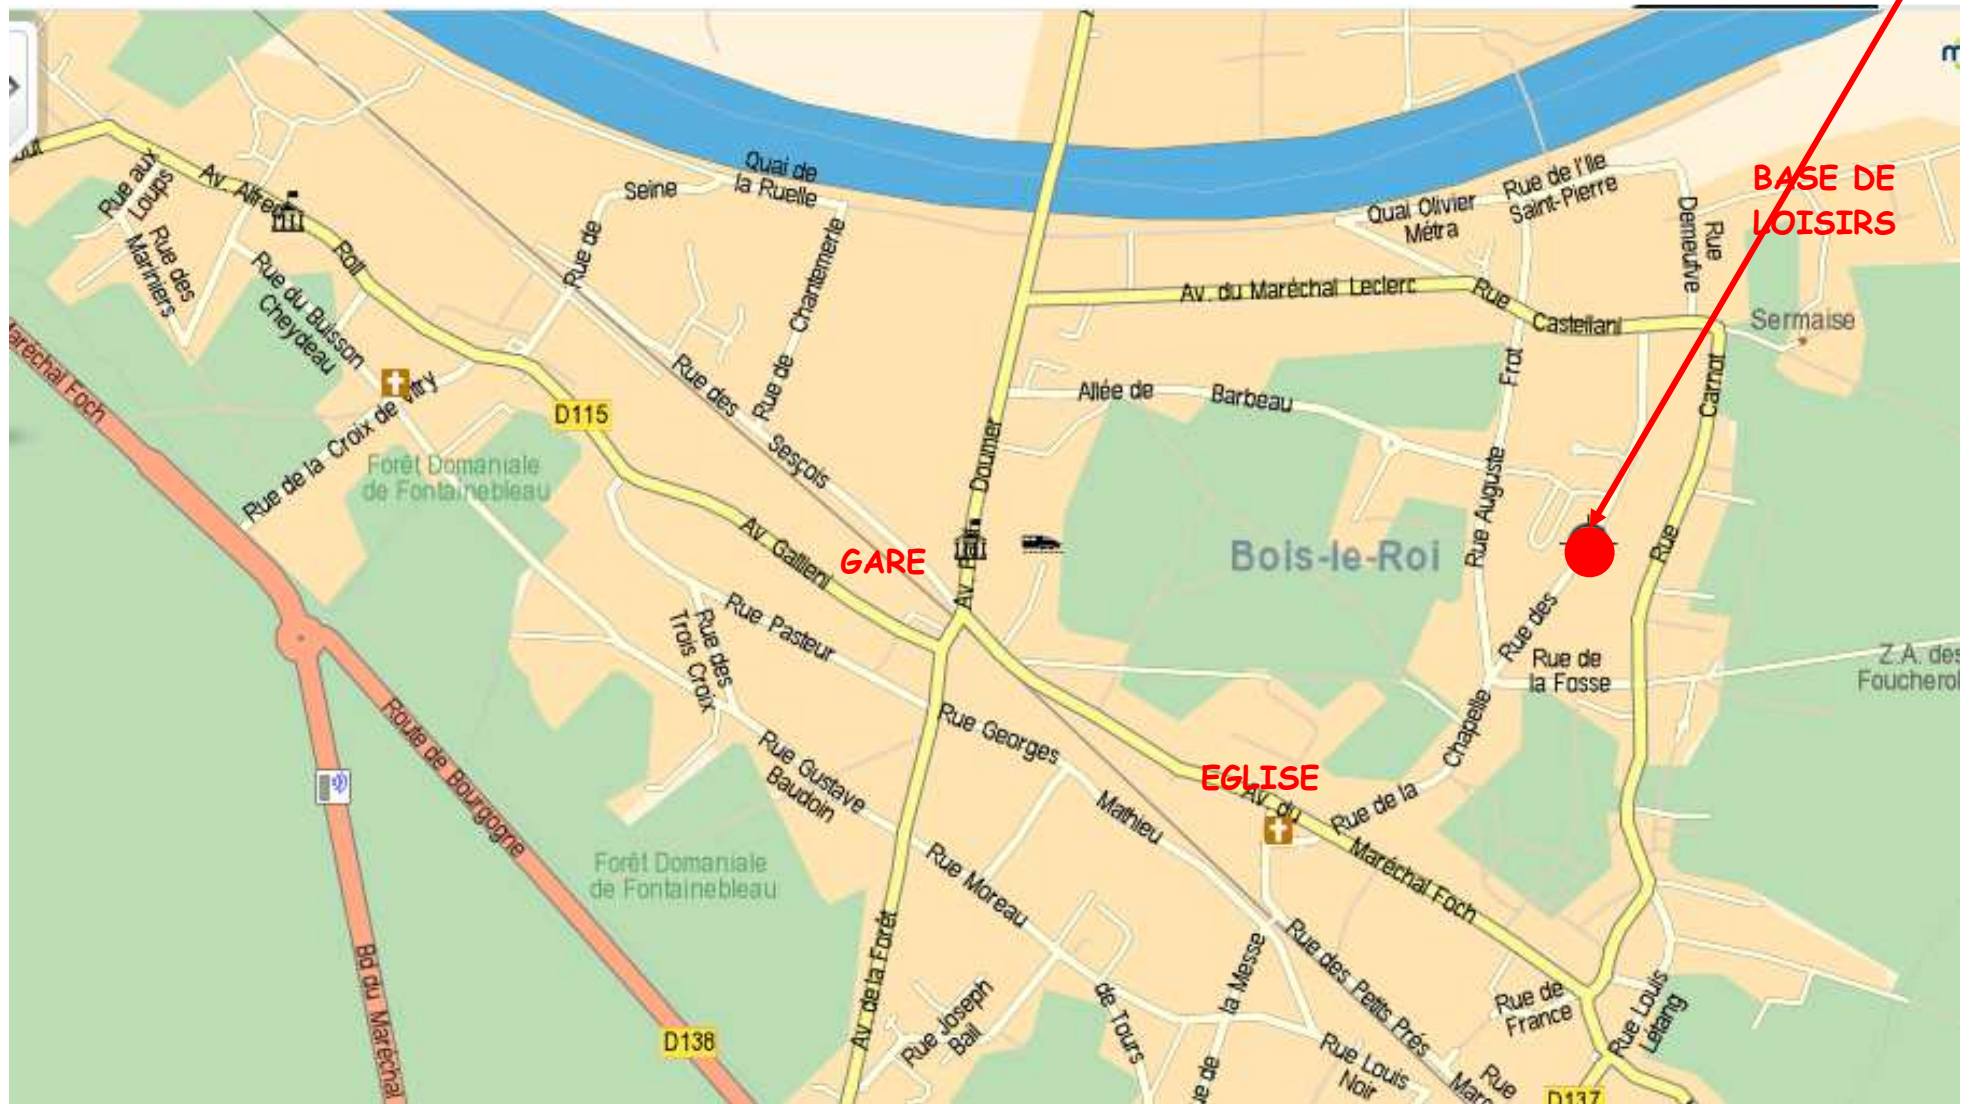 Quai de
la Ruelle
Seine
Rue de
Rue aux
Loups
Av. Alfred
Roll
Rue des
Mariniers
Rue du Buisson
Cheydeau
Rue de
Chantemerle
Rue de l'Ile
Saint-Pierre
Quai Olivier
Métra
Rue
Demeufve
BASE DE
LOISIRS
Av. du Maréchal Leclerc
Rue
Castellani
Sermaise
Maréchal Foch
Rue de la Croix de Vitry
D115
Rue des
Sesçois
Allée de
Barbeau
Frot
Rue Auguste
Carnot
Rue
Forêt Domaniale
de Fontainebleau
Doumer
Av. Gallieni
GARE
Av.
Bois-le-Roi
Rue Pasteur
Rue des
Trois Croix
Rue des
Rue de
la Fosse
Z.A. des
Route de Bourgogne
Rue Georges
Mathieu
Rue Gustave
Baudoin
EGLISE
Av. du
Maréchal Foch
Rue de la
Chapelle
Forêt Domaniale
de Fontainebleau
Rue Moreau
de Tours
Bd du Maréchal
Av. de la Forêt
Rue Joseph
Bail
la Messe
Rue des Petits Prés
Rue de
France
Rue Louis
Létang
D138
Rue Louis
Noir
Rue
D137